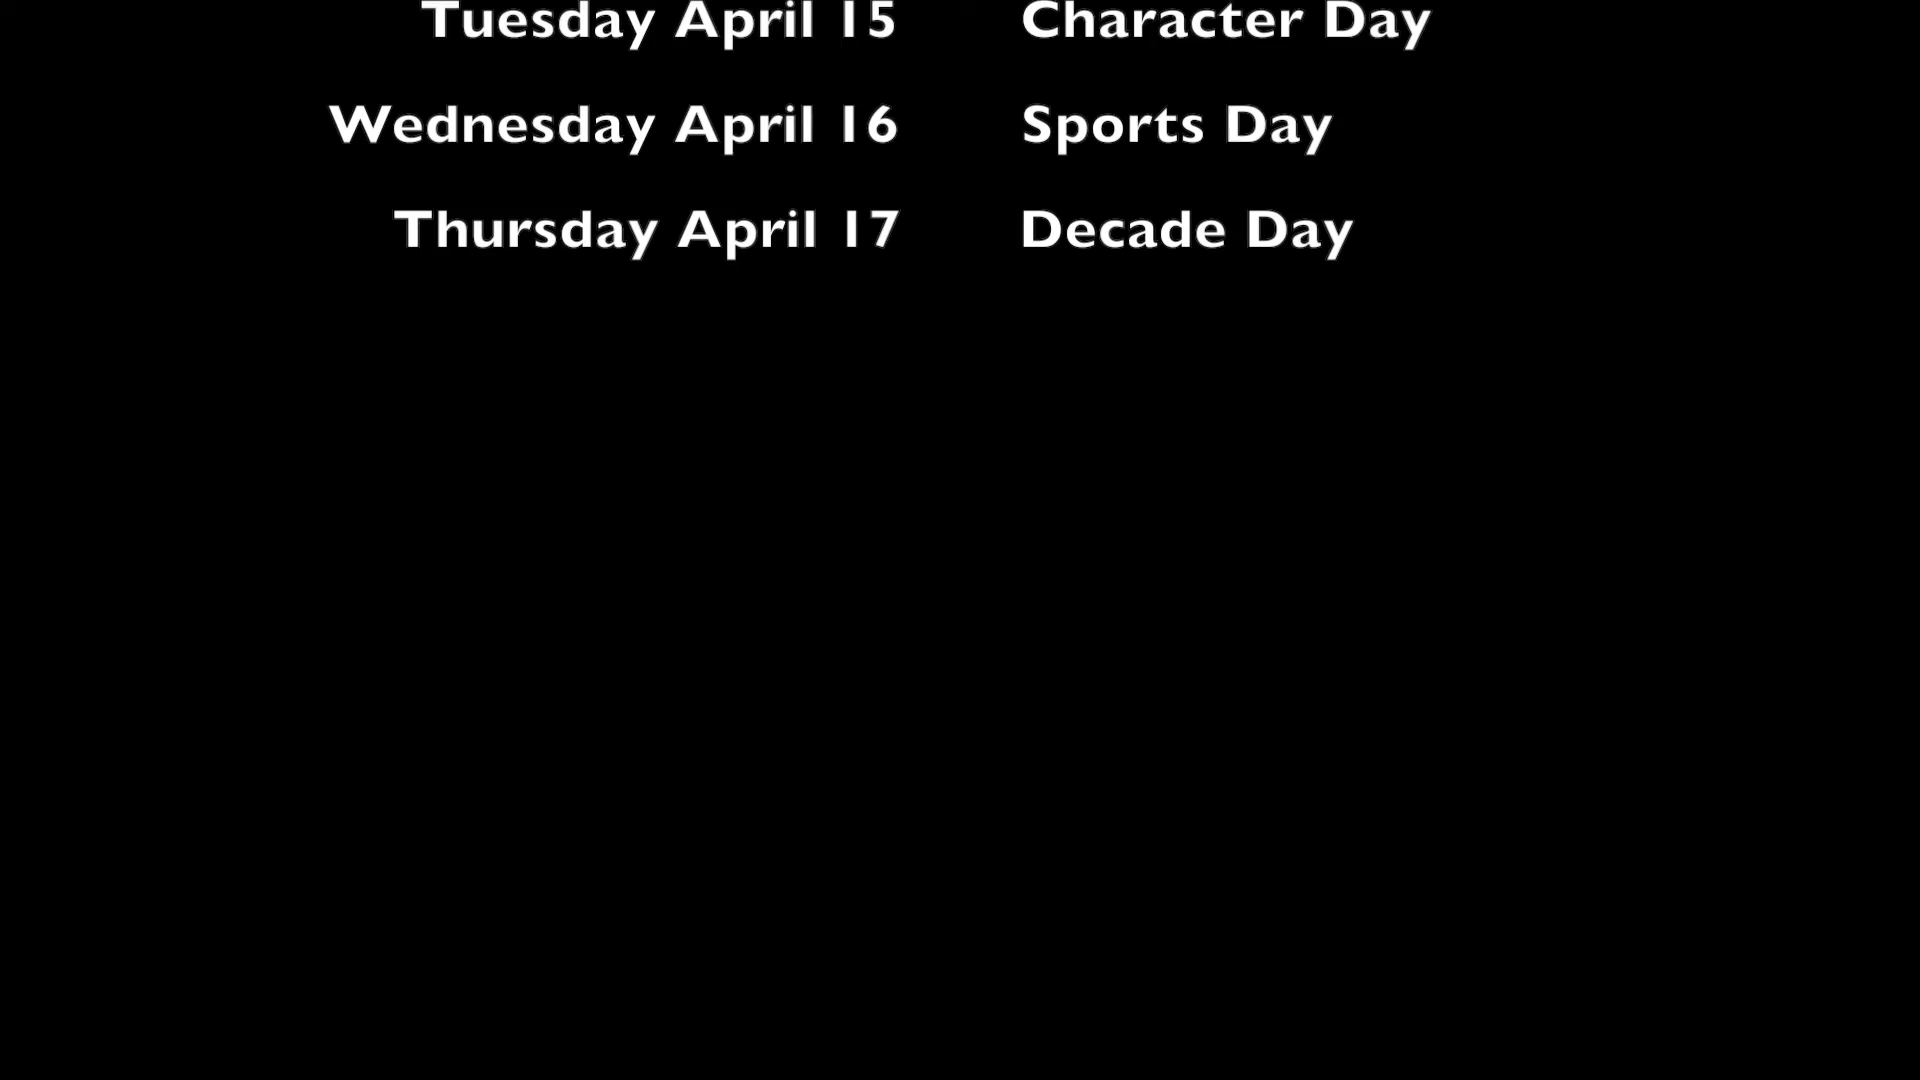 Tuesday April 15 Character Day
Wednesday April 16 Sports Day
Thursday April 17 Decade Day